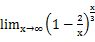 lim_{x→∞} (1 − 2/x)^{x/3}